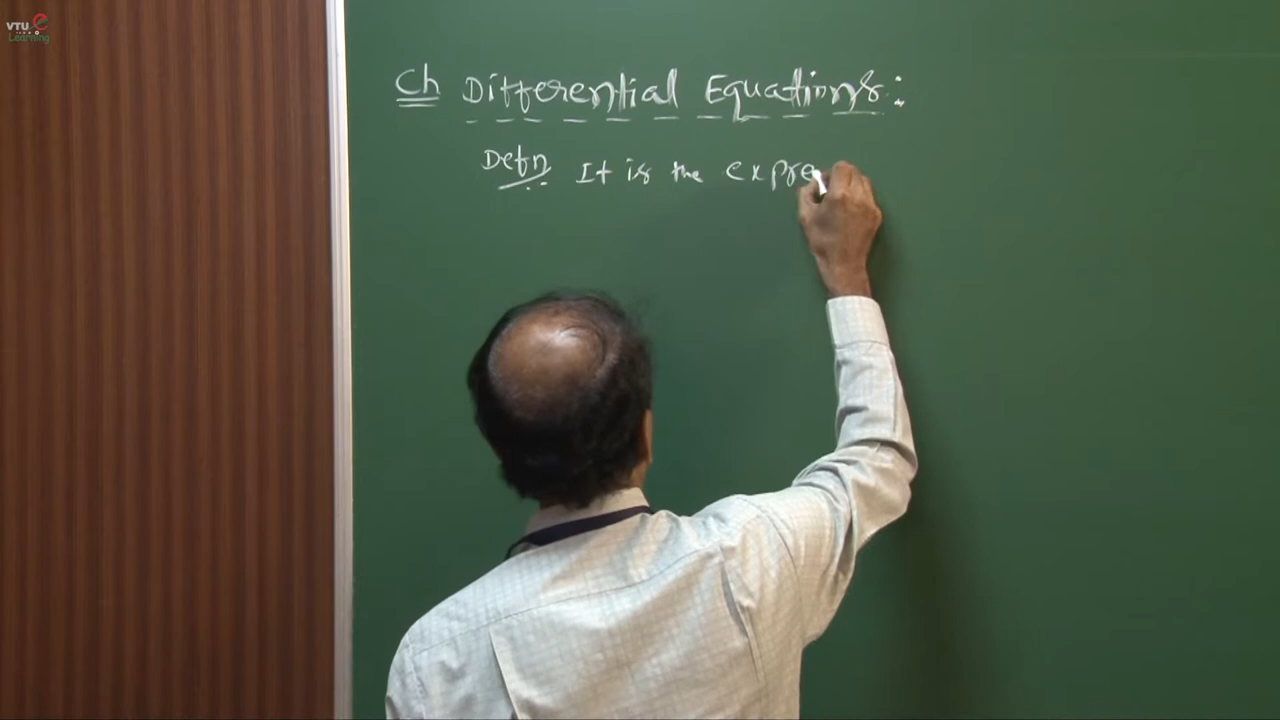 VTU e
Learning
Ch Differential Equations:
Defn It is the expre